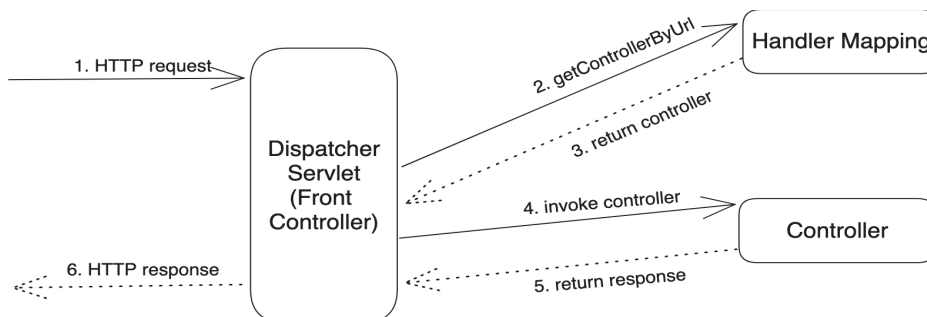 1. HTTP request
Dispatcher
Servlet
(Front
Controller)
2. getControllerByUrl
Handler Mapping
3. return controller
4. invoke controller
Controller
5. return response
6. HTTP response